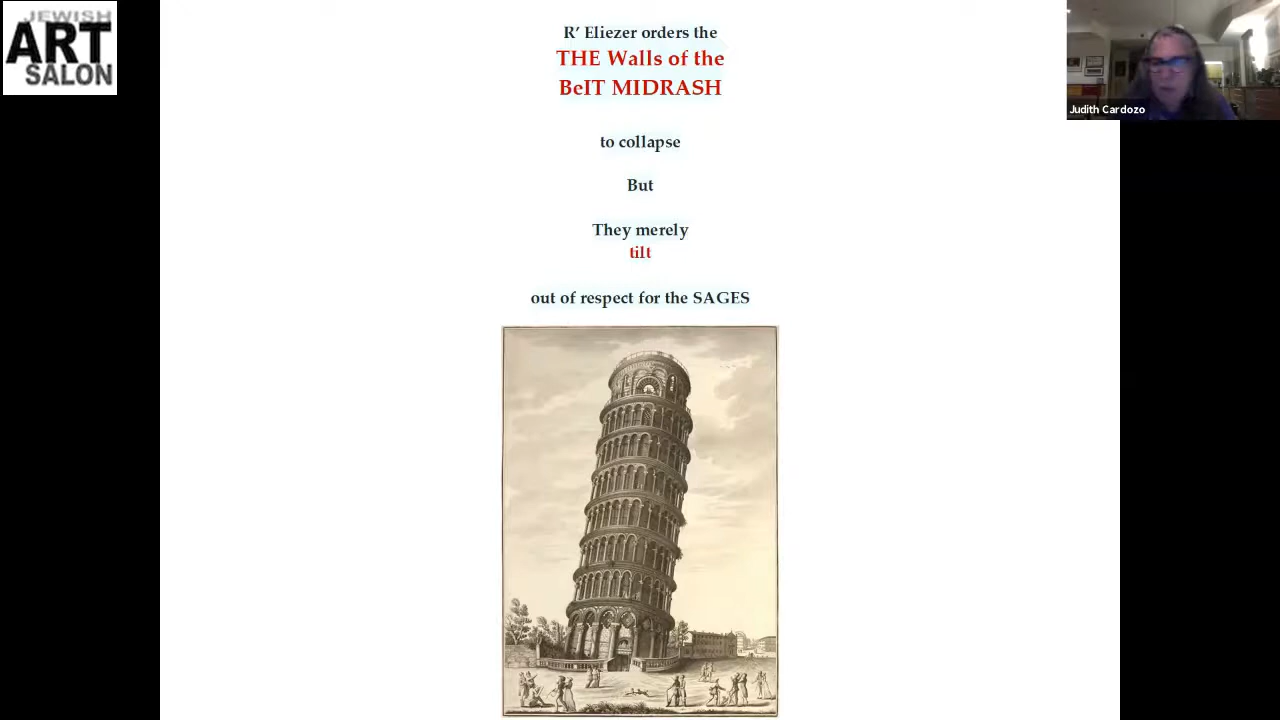 JEWISH
ART
SALON
R’ Eliezer orders the
THE Walls of the
BeIT MIDRASH
to collapse
But
They merely
tilt
out of respect for the SAGES
Judith Cardozo